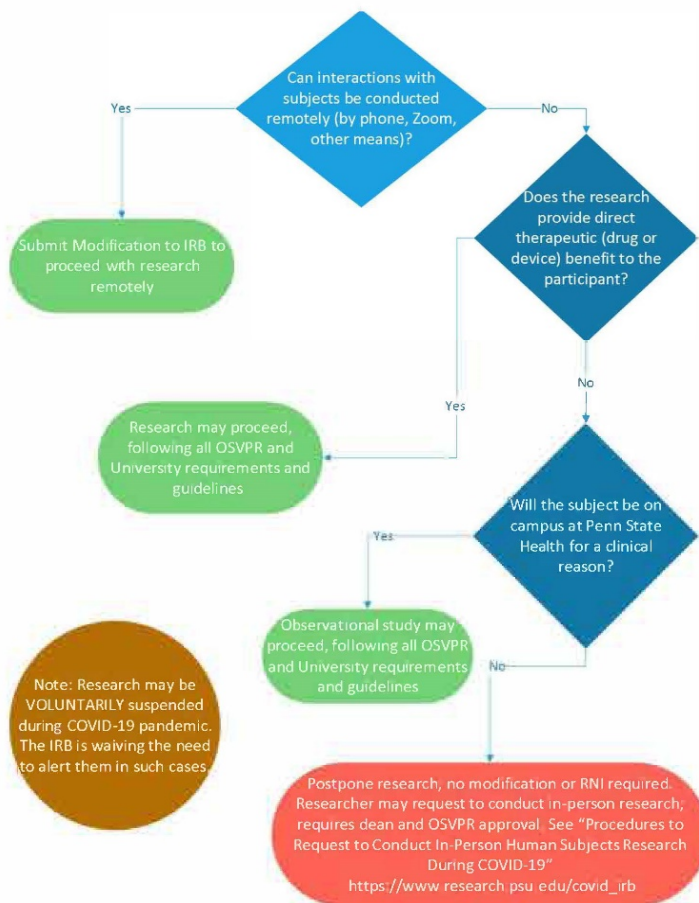 Can interactions with
subjects be conducted
remotely (by phone, Zoom,
other means)?
Yes
No
Submit Modification to IRB to
proceed with research
remotely
Does the research
provide direct
therapeutic (drug or
device) benefit to the
participant?
Yes
No
Research may proceed,
following all OSVPR and
University requirements and
guidelines
Will the subject be on
campus at Penn State
Health for a clinical
reason?
Yes
No
Observational study may
proceed, following all OSVPR
and University requirements
and guidelines
Note: Research may be
VOLUNTARILY suspended
during COVID-19 pandemic.
The IRB is waiving the need
to alert them in such cases.
Postpone research, no modification or RNI required.
Researcher may request to conduct in-person research;
requires dean and OSVPR approval. See “Procedures to
Request to Conduct In-Person Human Subjects Research
During COVID-19”
https://www.research.psu.edu/covid_irb